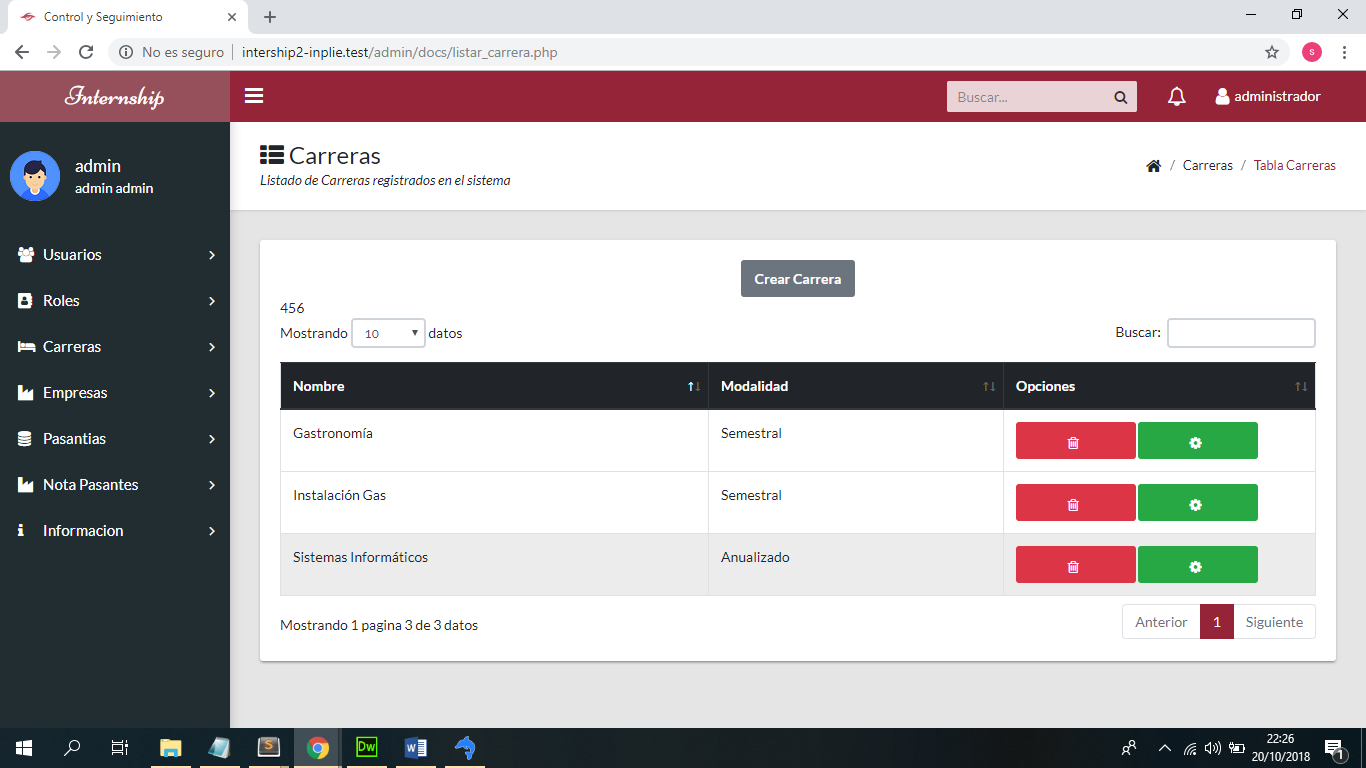 Control y Seguimiento
No es seguro | intership2-inplie.test/admin/docs/listar_carrera.php
s
Internship
Buscar...
administrador
admin
admin admin
Carreras
Listado de Carreras registrados en el sistema
/ Carreras / Tabla Carreras
Usuarios
Roles
Carreras
Empresas
Pasantias
Nota Pasantes
Informacion
Crear Carrera
456
Mostrando 10 datos
Buscar:
Nombre Modalidad Opciones
Gastronomía Semestral
Instalación Gas Semestral
Sistemas Informáticos Anualizado
Mostrando 1 pagina 3 de 3 datos
Anterior 1 Siguiente
S
Dw
W
22:26
20/10/2018
1